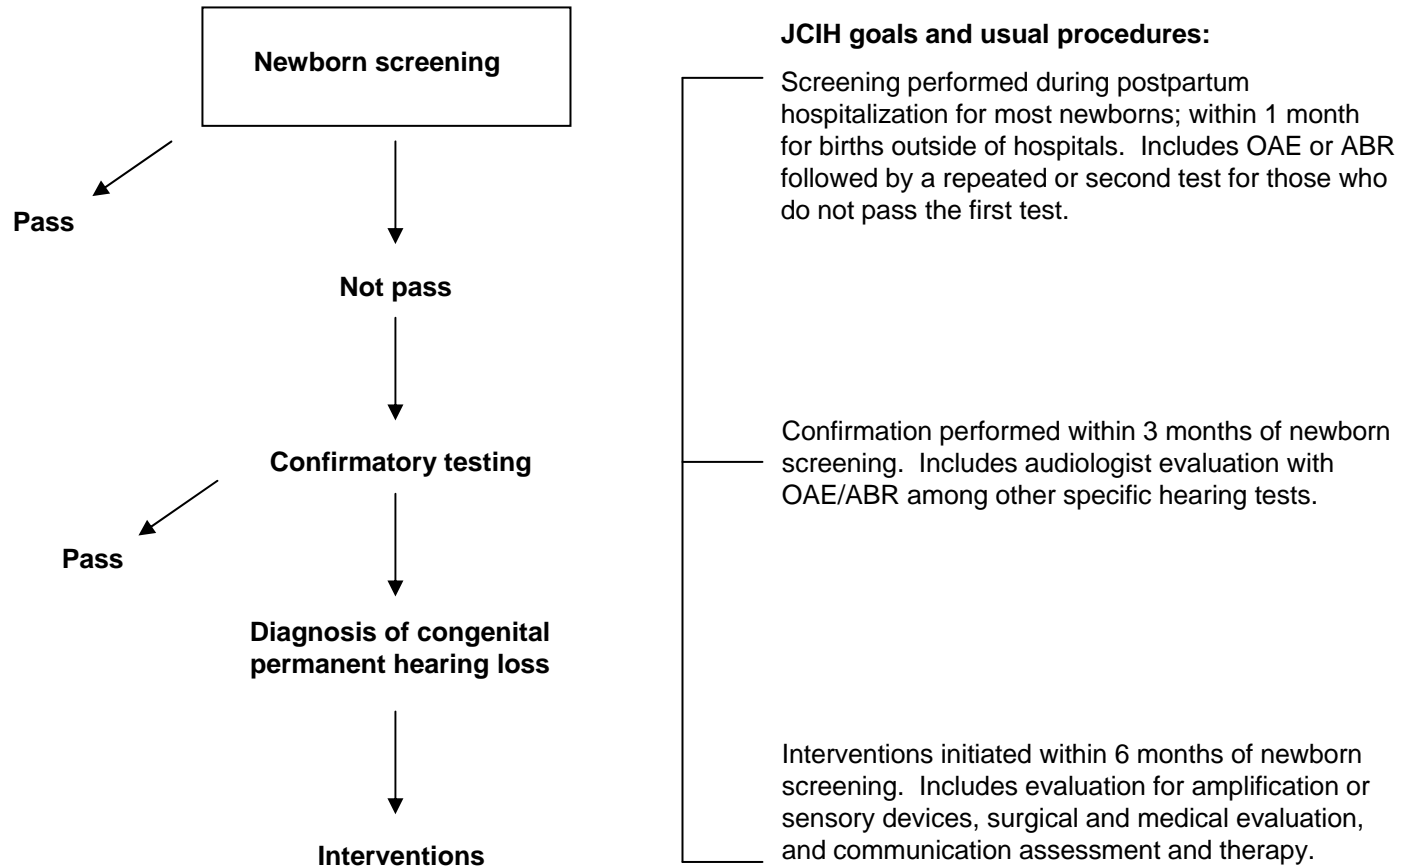 Newborn screening
Pass
Not pass
Confirmatory testing
Pass
Diagnosis of congenital
permanent hearing loss
Interventions
JCIH goals and usual procedures:
Screening performed during postpartum
hospitalization for most newborns; within 1 month
for births outside of hospitals.  Includes OAE or ABR
followed by a repeated or second test for those who
do not pass the first test.
Confirmation performed within 3 months of newborn
screening.  Includes audiologist evaluation with
OAE/ABR among other specific hearing tests.
Interventions initiated within 6 months of newborn
screening.  Includes evaluation for amplification or
sensory devices, surgical and medical evaluation,
and communication assessment and therapy.